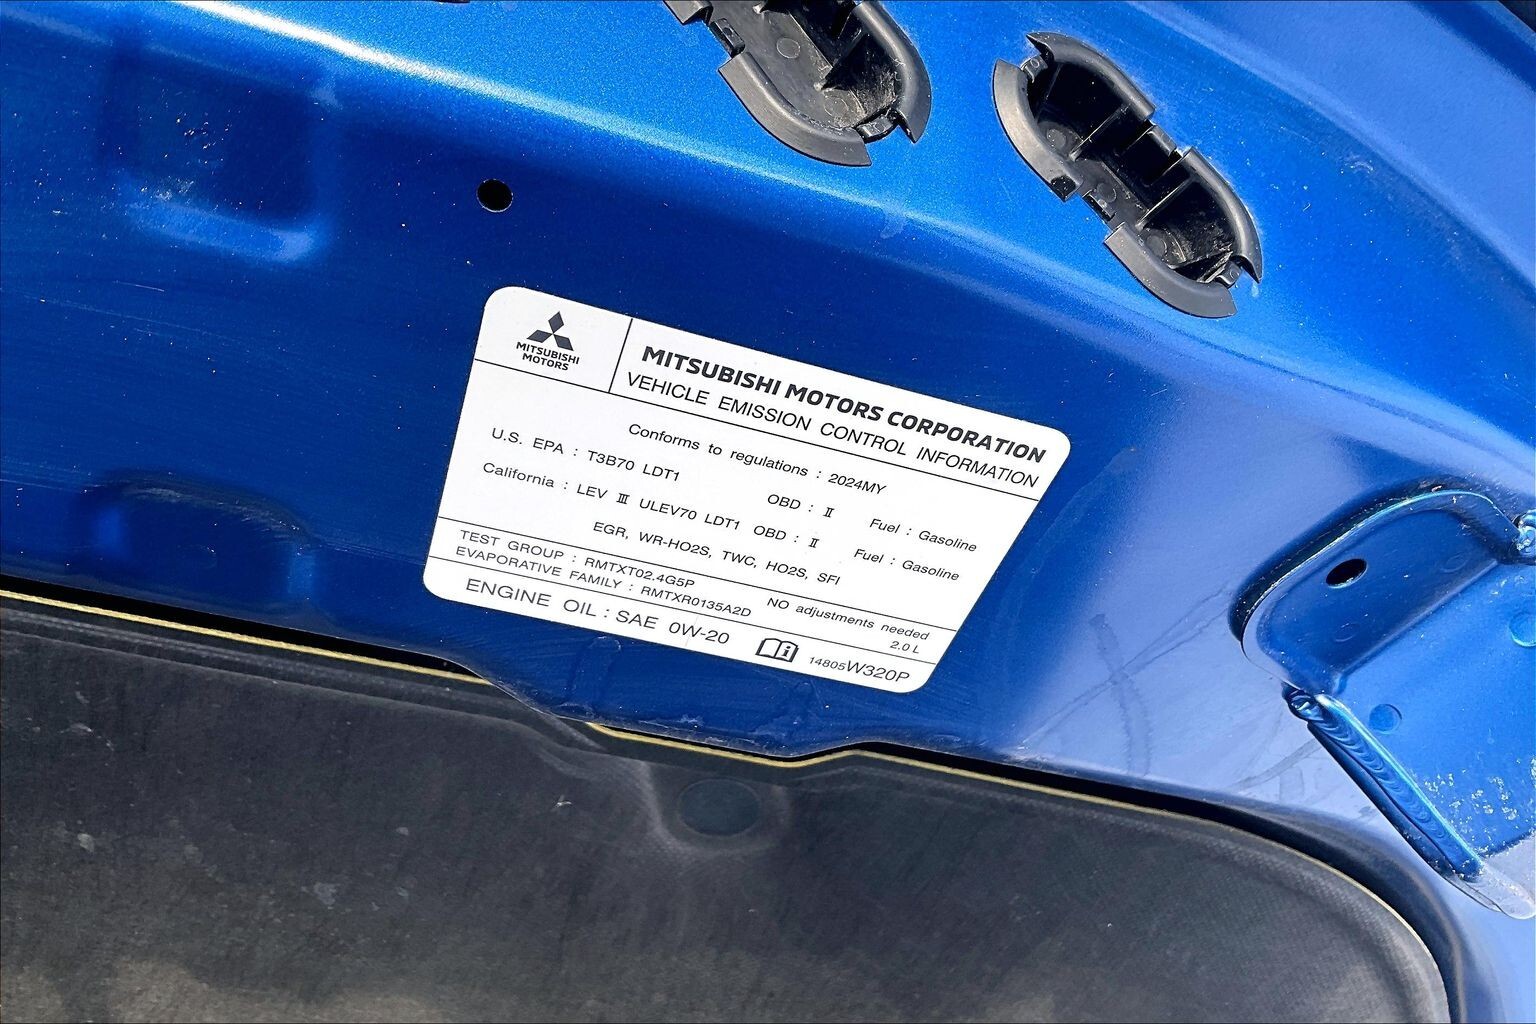 MITSUBISHI
MOTORS
MITSUBISHI MOTORS CORPORATION
VEHICLE EMISSION CONTROL INFORMATION
Conforms to regulations : 2024MY
U.S. EPA : T3B70 LDT1 OBD : II Fuel : Gasoline
California : LEV III ULEV70 LDT1 OBD : II Fuel : Gasoline
EGR, WR-HO2S, TWC, HO2S, SFI
TEST GROUP : RMTXT02.4G5P NO adjustments needed
EVAPORATIVE FAMILY : RMTXR0135A2D 2.0 L
ENGINE OIL : SAE 0W-20 14805W320P